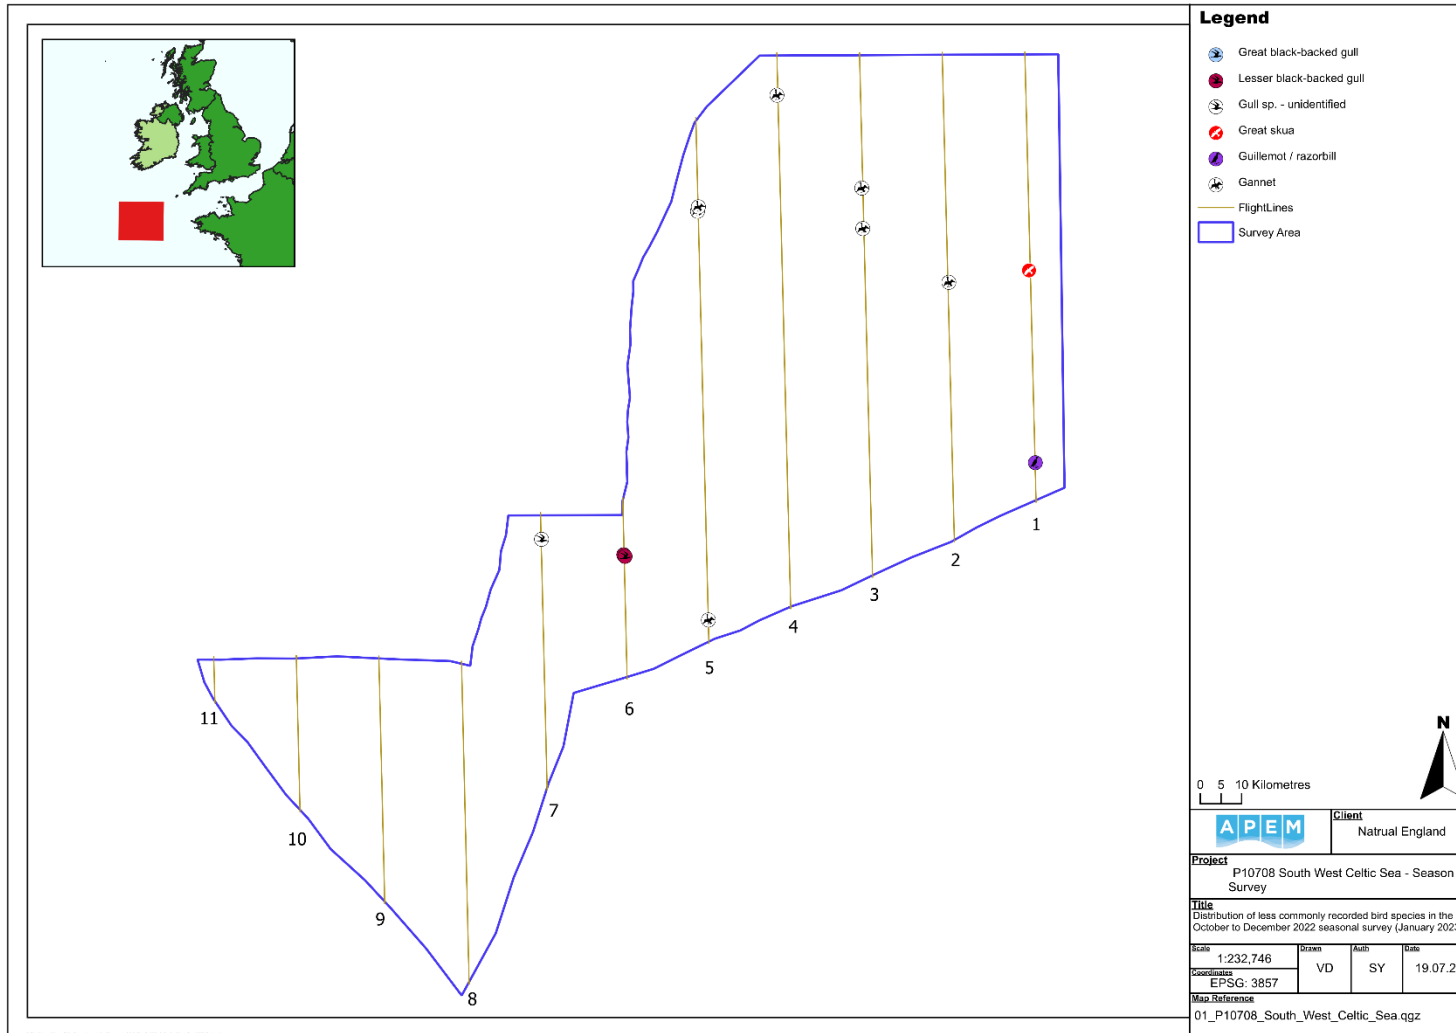 Legend
Great black-backed gull
Lesser black-backed gull
Gull sp. - unidentified
Great skua
Guillemot / razorbill
Gannet
FlightLines
Survey Area
1
2
3
4
5
6
7
8
9
10
11
N
0 5 10 Kilometres
APEM
Client
Natrual England
Project
P10708 South West Celtic Sea - Season
Survey
Title
Distribution of less commonly recorded bird species in the
October to December 2022 seasonal survey (January 2023
Scale
1:232,746
Coordinates
EPSG: 3857
Drawn
VD
Auth
SY
Date
19.07.2
Map Reference
01_P10708_South_West_Celtic_Sea.qgz